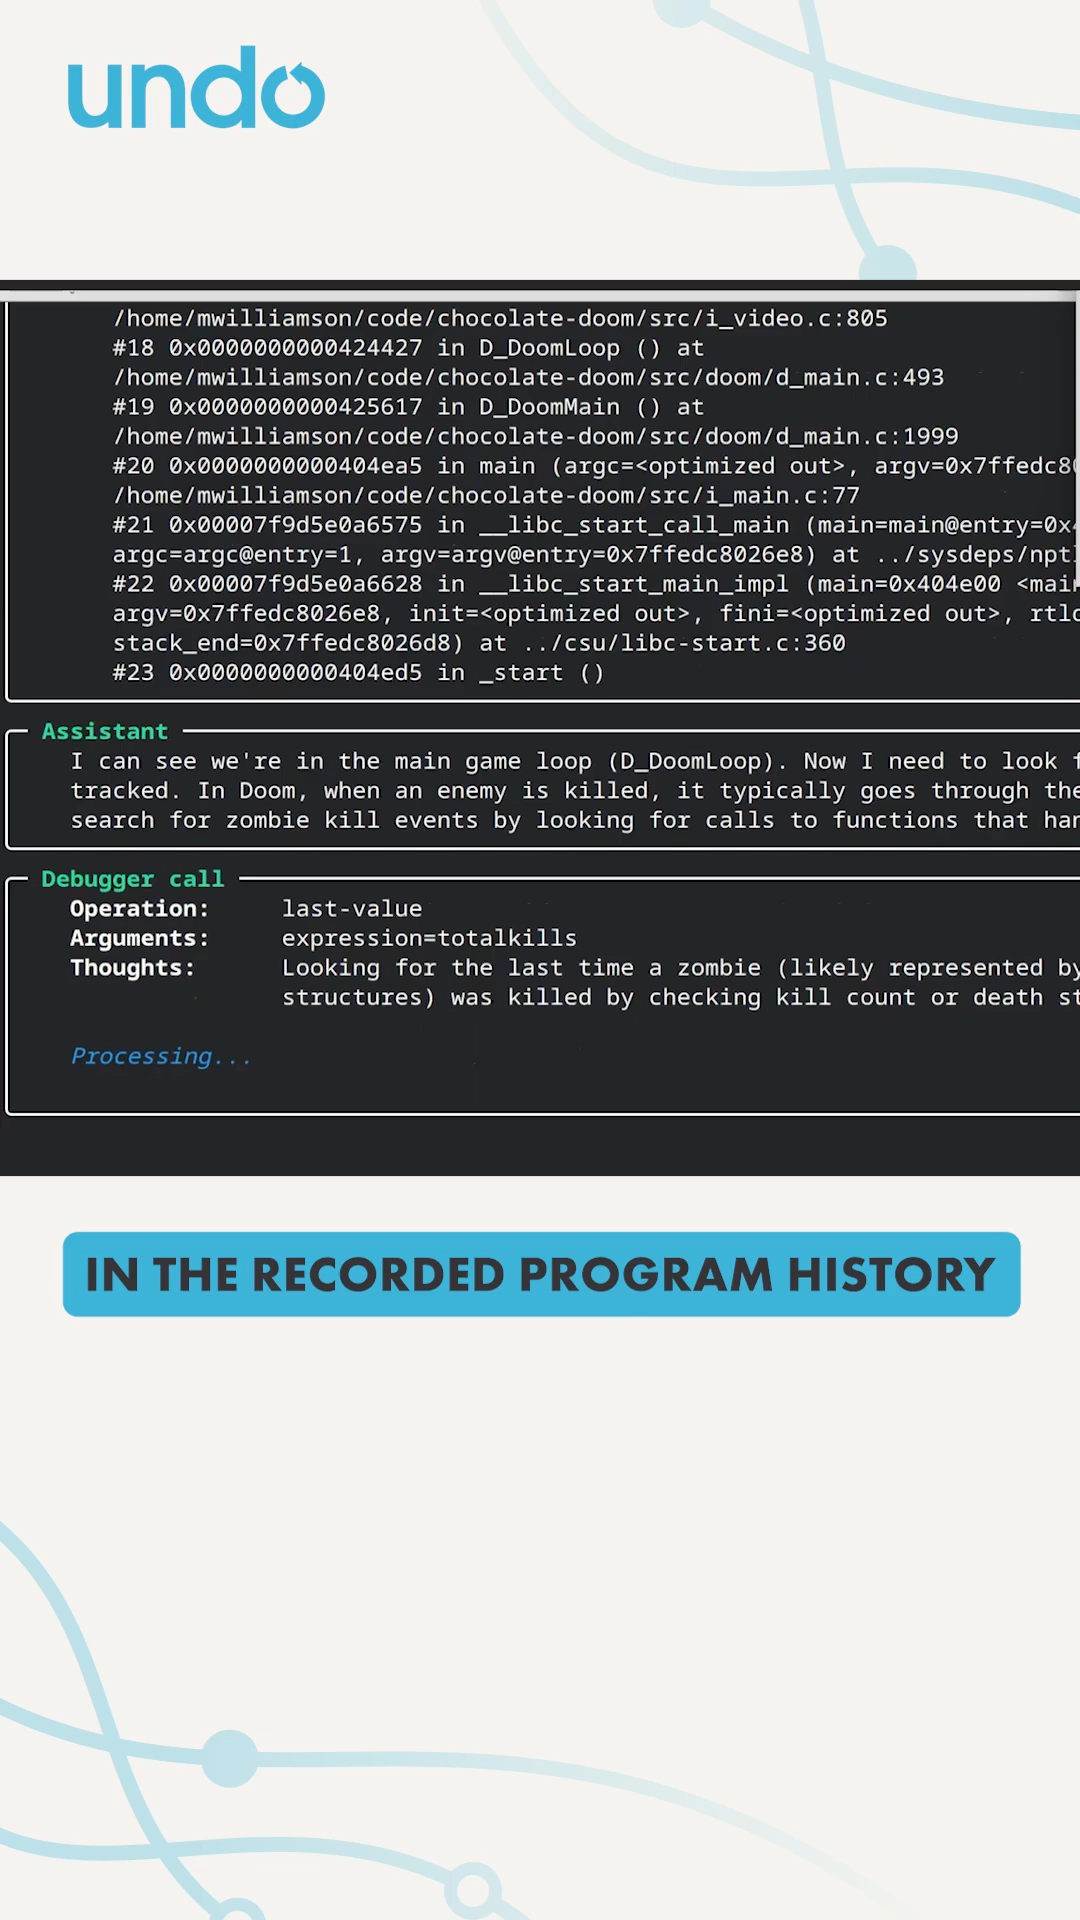 undo
/home/mwilliamson/code/chocolate-doom/src/i_video.c:805
#18 0x0000000000424427 in D_DoomLoop () at
/home/mwilliamson/code/chocolate-doom/src/doom/d_main.c:493
#19 0x0000000000425617 in D_DoomMain () at
/home/mwilliamson/code/chocolate-doom/src/doom/d_main.c:1999
#20 0x0000000000404ea5 in main (argc=<optimized out>, argv=0x7ffedc80
/home/mwilliamson/code/chocolate-doom/src/i_main.c:77
#21 0x00007f9d5e0a6575 in __libc_start_call_main (main=main@entry=0x4
argc=argc@entry=1, argv=argv@entry=0x7ffedc8026e8) at ../sysdeps/npt
#22 0x00007f9d5e0a6628 in __libc_start_main_impl (main=0x404e00 <mai
argv=0x7ffedc8026e8, init=<optimized out>, fini=<optimized out>, rtl
stack_end=0x7ffedc8026d8) at ../csu/libc-start.c:360
#23 0x0000000000404ed5 in _start ()
Assistant
I can see we're in the main game loop (D_DoomLoop). Now I need to look
tracked. In Doom, when an enemy is killed, it typically goes through the
search for zombie kill events by looking for calls to functions that han
Debugger call
Operation: last-value
Arguments: expression=totalkills
Thoughts: Looking for the last time a zombie (likely represented by
structures) was killed by checking kill count or death st
Processing...
IN THE RECORDED PROGRAM HISTORY